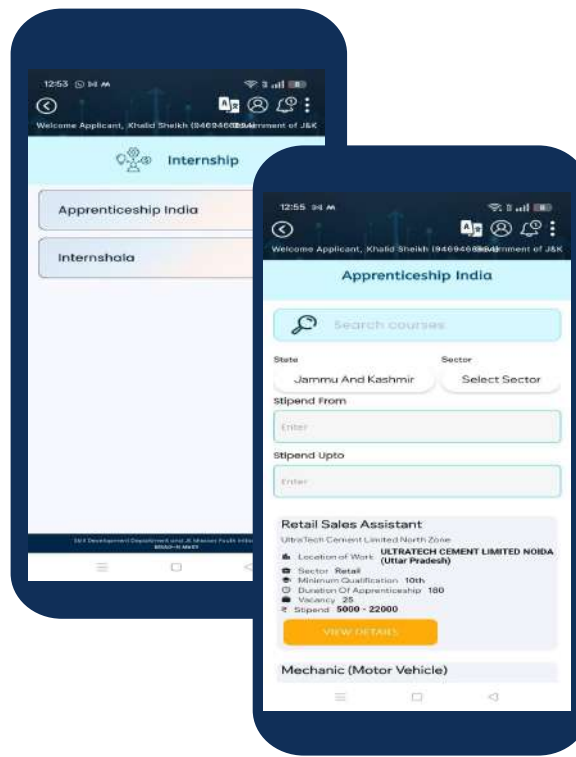 12:53
Welcome Applicant, Khalid Sheikh
Internship
Apprenticeship India
Internshala
12:55
Welcome Applicant, Khalid Sheikh
Apprenticeship India
Search courses
State Sector
Jammu And Kashmir Select Sector
Stipend From
Enter
Stipend Upto
Enter
Retail Sales Assistant
UltraTech Cement Limited North Zone
Location of Work ULTRATECH CEMENT LIMITED NOIDA
(Uttar Pradesh)
Sector Retail
Minimum Qualification 10th
Duration Of Apprenticeship 180
Vacancy 25
₹ Stipend 5000 - 22000
VIEW DETAILS
Mechanic (Motor Vehicle)